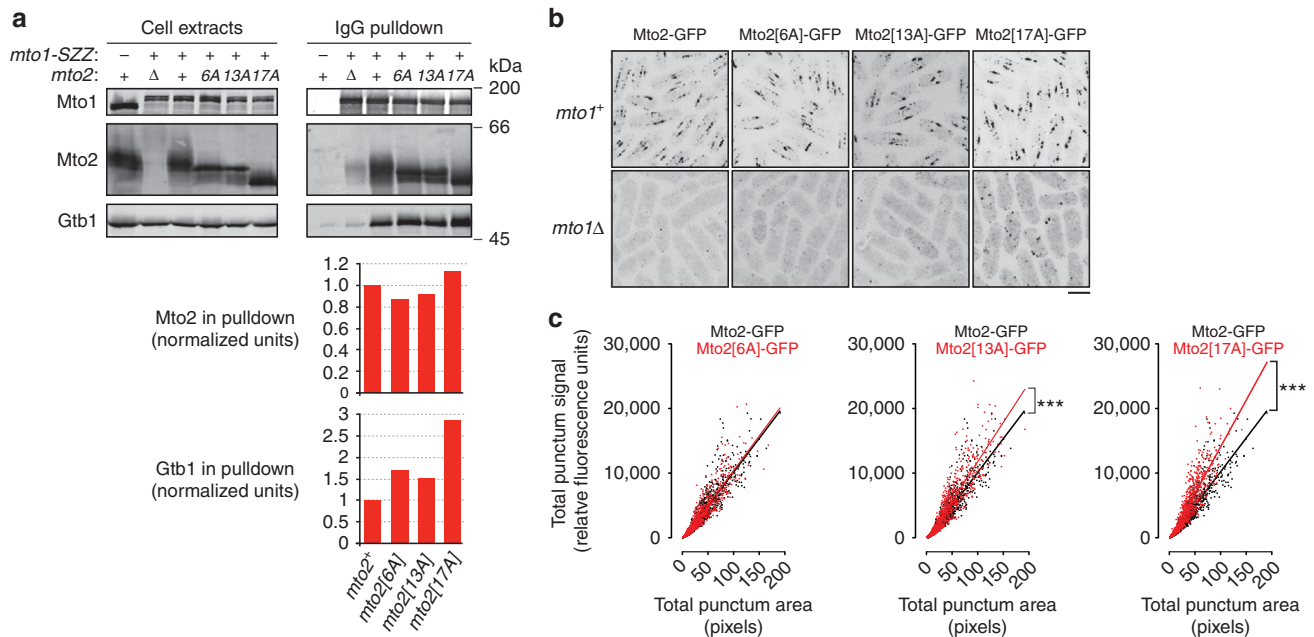 a
Cell extracts
IgG pulldown
mto1-SZZ: – + + + + + – + + + + +
mto2: + Δ + 6A 13A 17A + Δ + 6A 13A 17A
kDa
200
Mto1
66
Mto2
Gtb1
45
Mto2 in pulldown
(normalized units)
1.2
1.0
0.8
0.6
0.4
0.2
0
Gtb1 in pulldown
(normalized units)
3
2.5
2
1.5
1
0.5
0
mto2+
mto2[6A]
mto2[13A]
mto2[17A]
b
Mto2-GFP
Mto2[6A]-GFP
Mto2[13A]-GFP
Mto2[17A]-GFP
mto1+
mto1Δ
c
Total punctum signal
(relatve fluorescence units)
Mto2-GFP
Mto2[6A]-GFP
30,000
20,000
10,000
0
0 50 100 150 200
Total punctum area
(pixels)
Mto2-GFP
Mto2[13A]-GFP
30,000
20,000
10,000
0
***
0 50 100 150 200
Total punctum area
(pixels)
Mto2-GFP
Mto2[17A]-GFP
30,000
20,000
10,000
0
***
0 50 100 150 200
Total punctum area
(pixels)